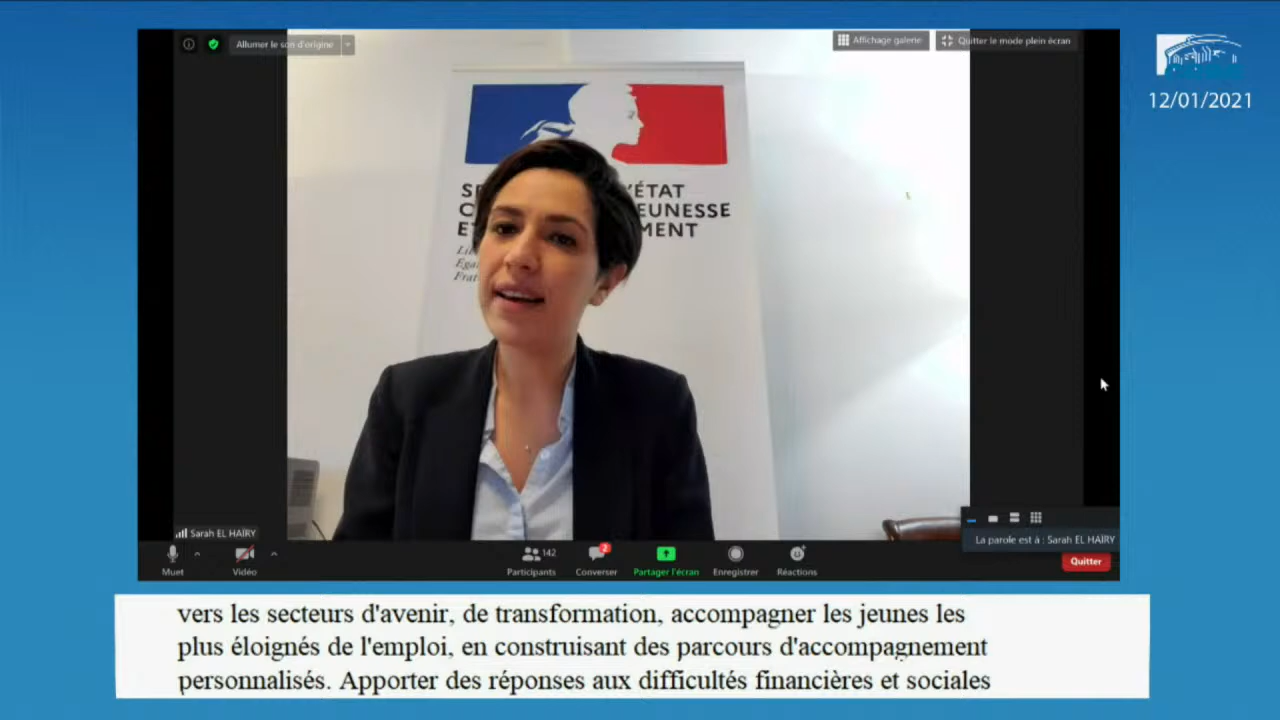 Allumer le son d'origine
Affichage galerie
Quitter le mode plein écran
12/01/2021
'ÉTAT
EUNESSE
ET MENT
Sarah EL HAÏRY
La parole est à : Sarah EL HAÏRY
Muet
Vidéo
142
Participants
2
Converser
Partager l'écran
Enregistrer
Réactions
Quitter
vers les secteurs d'avenir, de transformation, accompagner les jeunes les
plus éloignés de l'emploi, en construisant des parcours d'accompagnement
personnalisés. Apporter des réponses aux difficultés financières et sociales